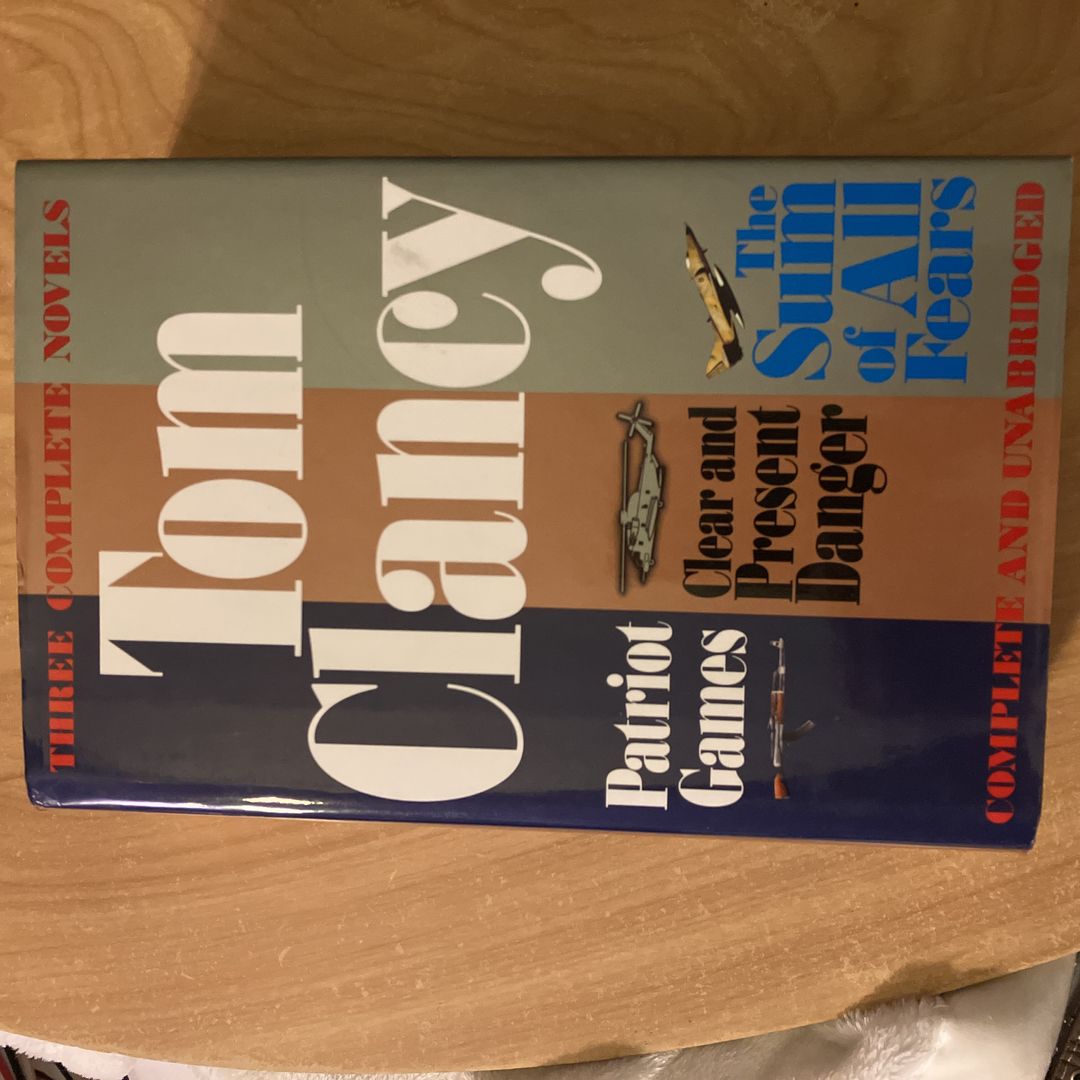 THREE COMPLETE NOVELS
Tom
Clancy
Patriot
Games
Clear and
Present
Danger
The
Sum
of All
Fears
COMPLETE AND UNABRIDGED